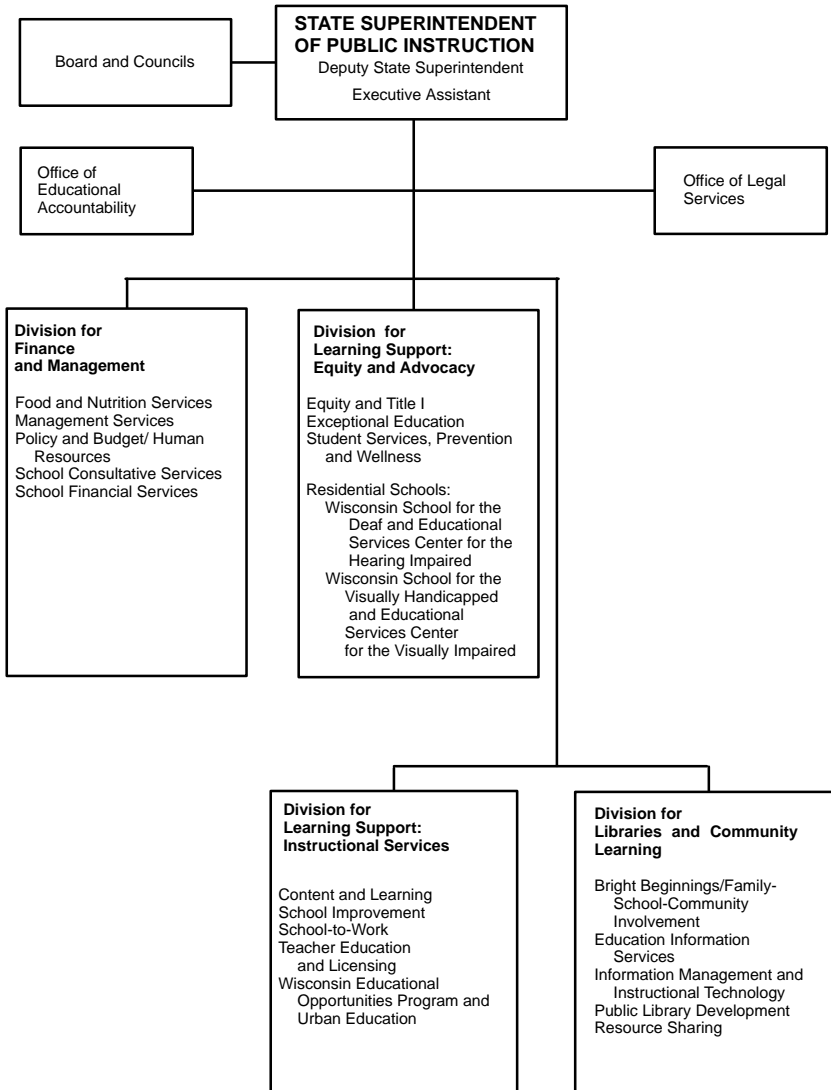 STATE SUPERINTENDENT
OF PUBLIC INSTRUCTION
Deputy State Superintendent
Executive Assistant
Board and Councils
Office of
Educational
Accountability
Office of Legal
Services
Division for
Finance
and Management
Food and Nutrition Services
Management Services
Policy and Budget/ Human
Resources
School Consultative Services
School Financial Services
Division for
Learning Support:
Equity and Advocacy
Equity and Title I
Exceptional Education
Student Services, Prevention
and Wellness
Residential Schools:
Wisconsin School for the
Deaf and Educational
Services Center for the
Hearing Impaired
Wisconsin School for the
Visually Handicapped
and Educational
Services Center
for the Visually Impaired
Division for
Learning Support:
Instructional Services
Content and Learning
School Improvement
School-to-Work
Teacher Education
and Licensing
Wisconsin Educational
Opportunities Program and
Urban Education
Division for
Libraries and Community
Learning
Bright Beginnings/Family-
School-Community
Involvement
Education Information
Services
Information Management and
Instructional Technology
Public Library Development
Resource Sharing